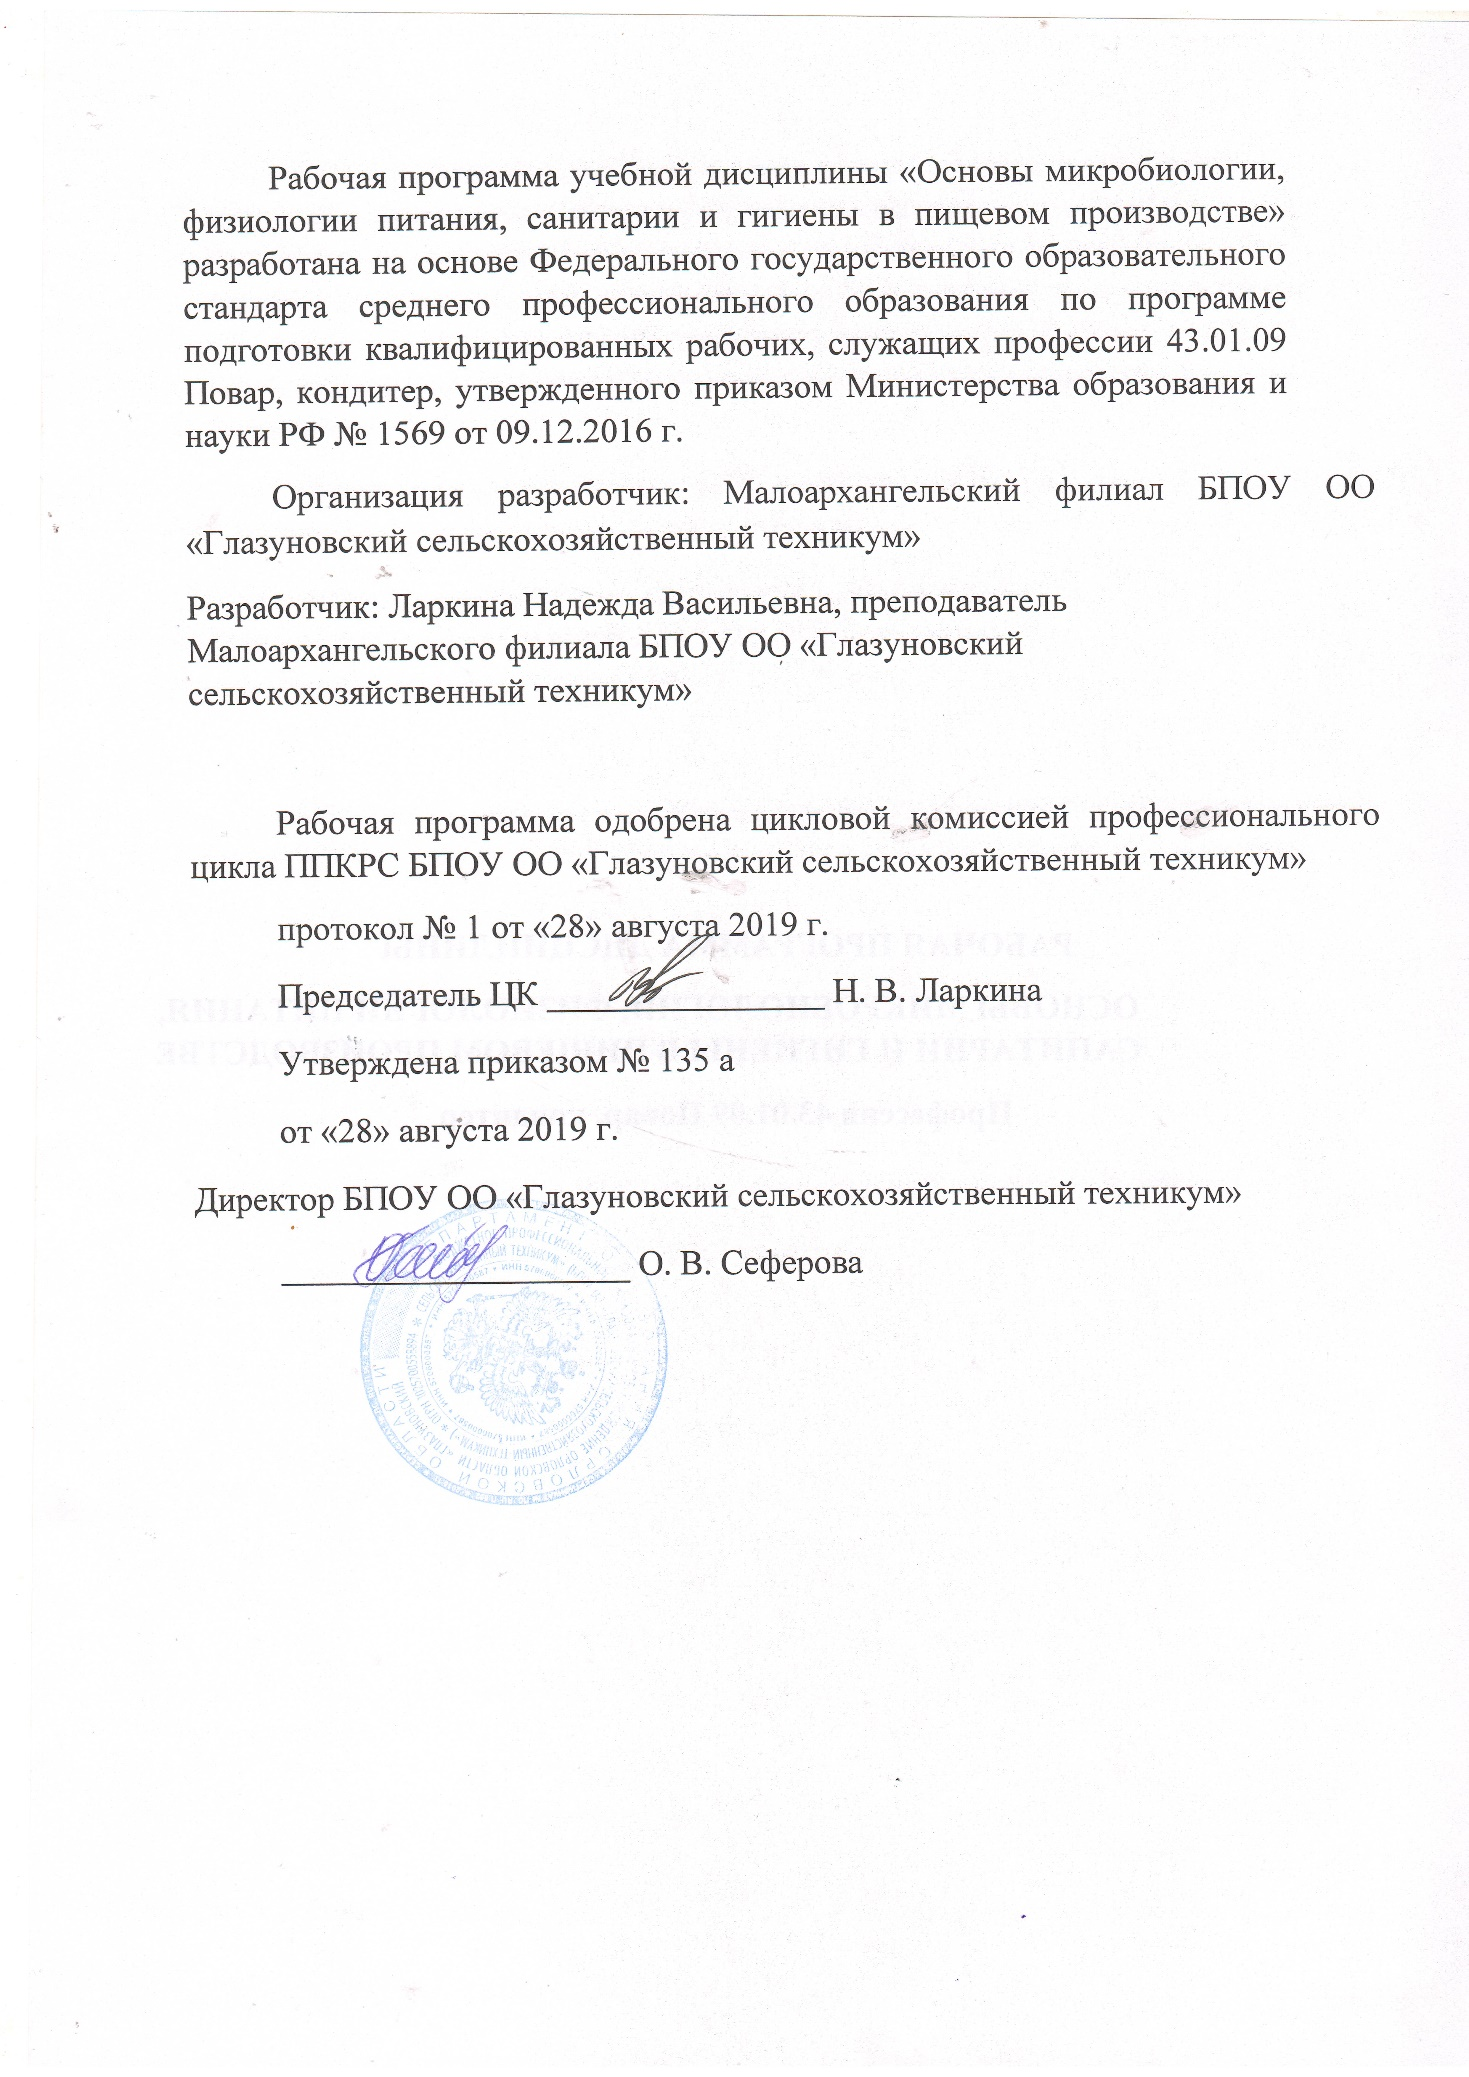 Рабочая программа учебной дисциплины «Основы микробиологии,
физиологии питания, санитарии и гигиены в пищевом производстве»
разработана на основе Федерального государственного образовательного
стандарта среднего профессионального образования по программе
подготовки квалифицированных рабочих, служащих профессии 43.01.09
Повар, кондитер, утвержденного приказом Министерства образования и
науки РФ № 1569 от 09.12.2016 г.
Организация разработчик: Малоархангельский филиал БПОУ ОО
«Глазуновский сельскохозяйственный техникум»
Разработчик: Ларкина Надежда Васильевна, преподаватель
Малоархангельского филиала БПОУ ОО «Глазуновский
сельскохозяйственный техникум»
Рабочая программа одобрена цикловой комиссией профессионального
цикла ППКРС БПОУ ОО «Глазуновский сельскохозяйственный техникум»
протокол № 1 от «28» августа 2019 г.
Председатель ЦК ________________ Н. В. Ларкина
Утверждена приказом № 135 а
от «28» августа 2019 г.
Директор БПОУ ОО «Глазуновский сельскохозяйственный техникум»
____________________ О. В. Сеферова
ОРЛОВСКОЙ ОБЛАСТИ